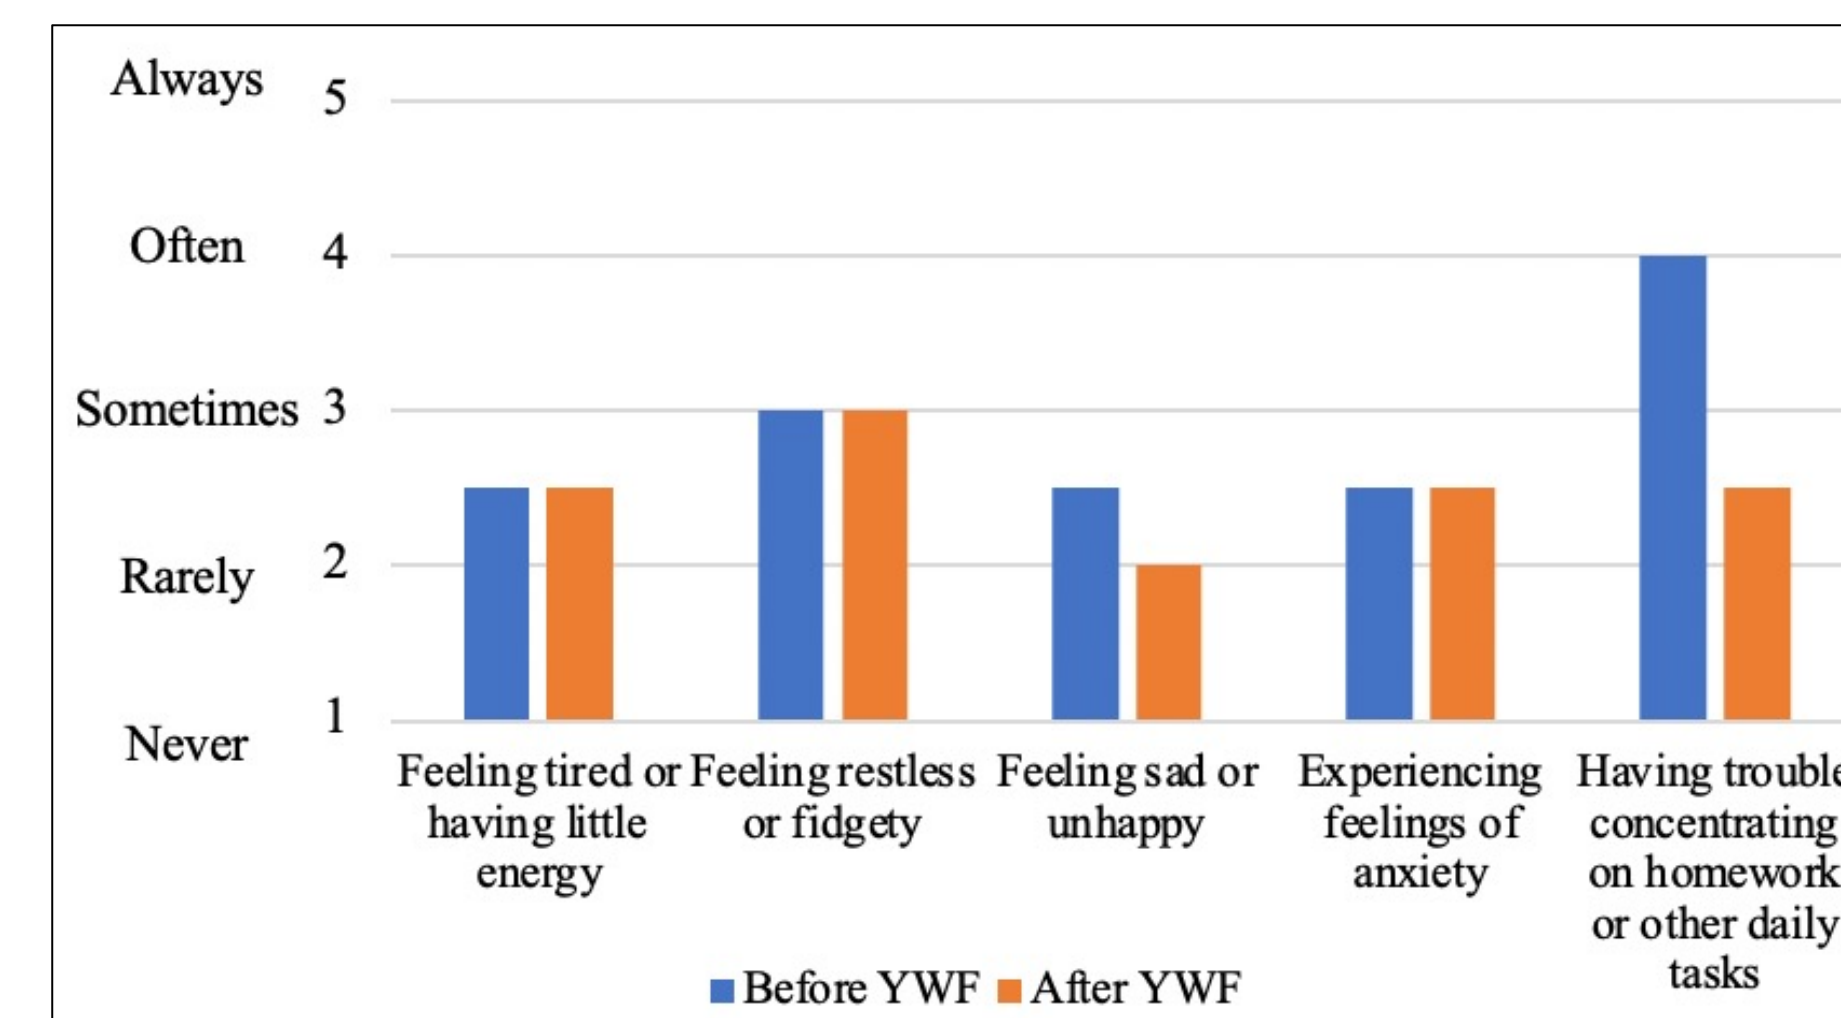 Always 5
Often 4
Sometimes 3
Rarely 2
Never 1
Feeling tired or
having little
energy
Feeling restless
or fidgety
Feeling sad or
unhappy
Experiencing
feelings of
anxiety
Having trouble
concentrating
on homework
or other daily
tasks
Before YWF After YWF